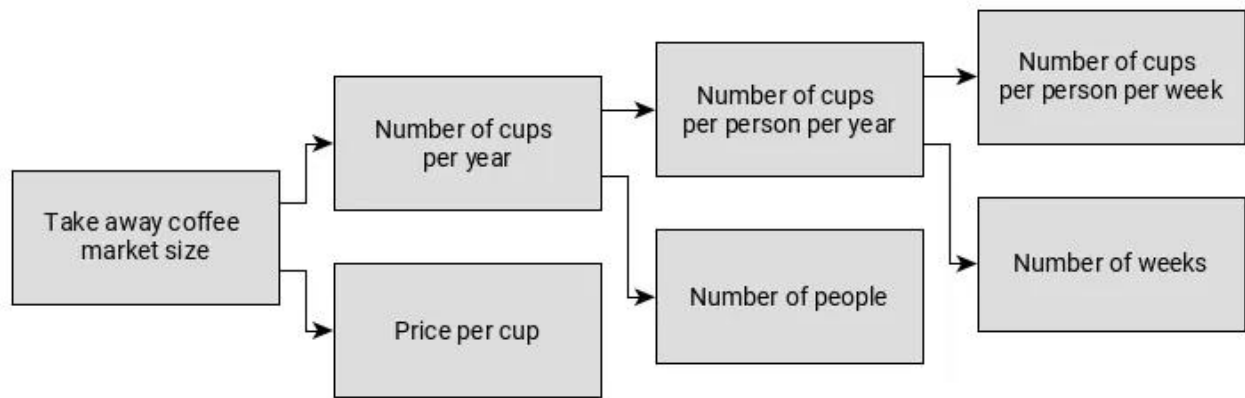 Take away coffee
market size
Number of cups
per year
Price per cup
Number of cups
per person per year
Number of people
Number of cups
per person per week
Number of weeks